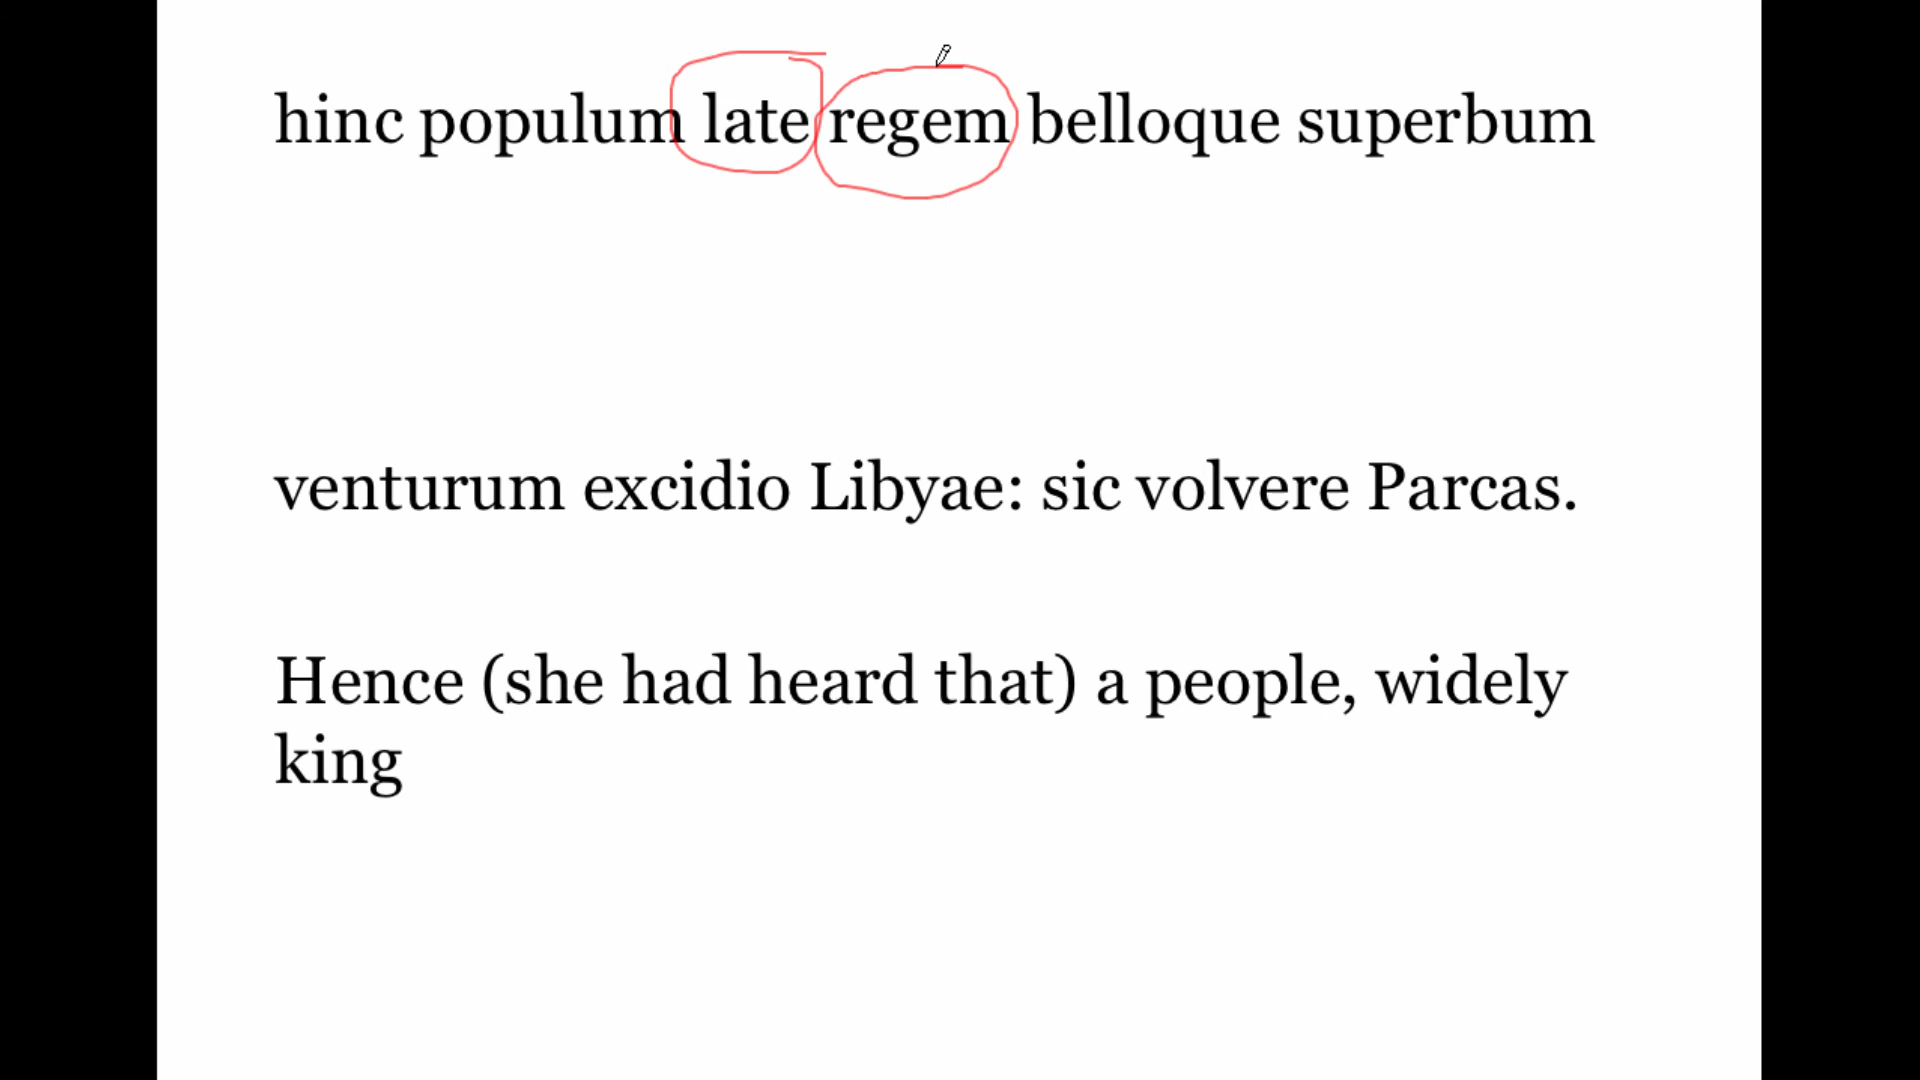 hinc populum late regem belloque superbum
venturum excidio Libyae: sic volvere Parcas.
Hence (she had heard that) a people, widely
king